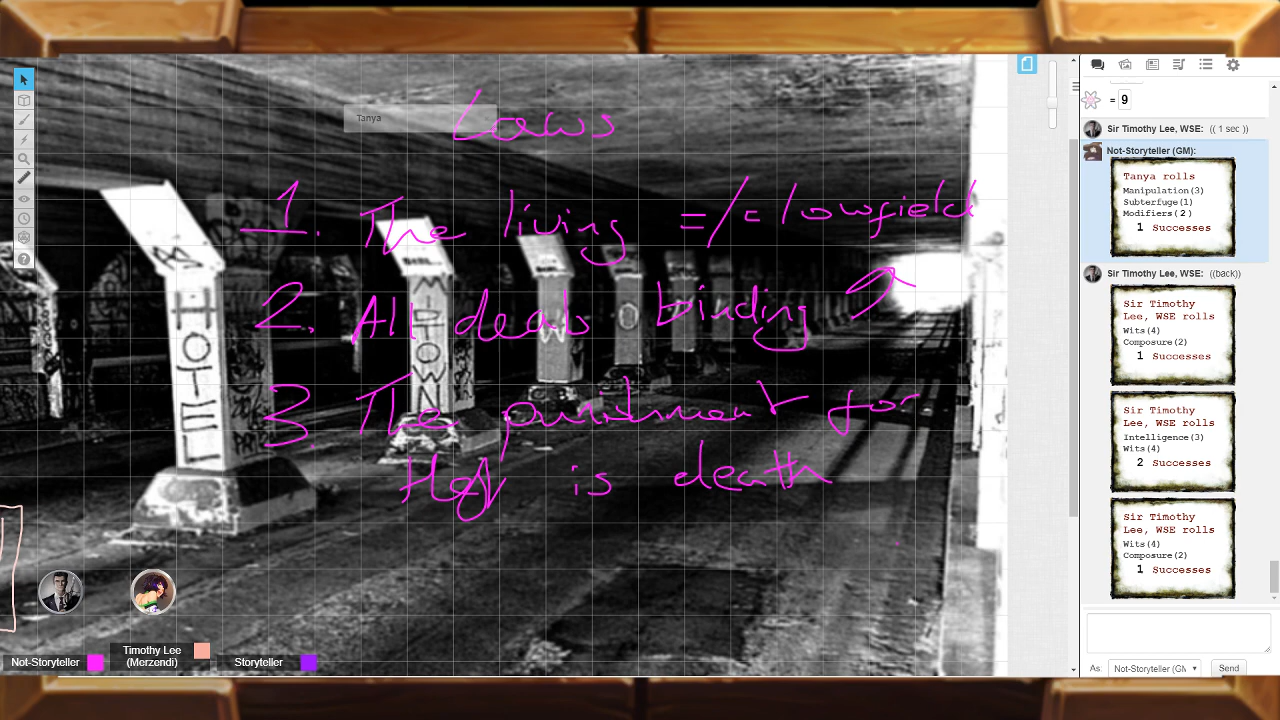 Laws
Tanya
1. The living =/= lowfield
2. All deals binding
3 The punishment for
is death
HOTEL
Not-Storyteller
Timothy Lee
(Merzendi)
Storyteller
= 9
Sir Timothy Lee, WSE: (( 1 sec ))
Not-Storyteller (GM):
Tanya rolls
Manipulation(3)
Subterfuge(1)
Modifiers(2)
1 Successes
Sir Timothy Lee, WSE: ((back))
Sir Timothy
Lee, WSE rolls
Wits(4)
Composure(2)
1 Successes
Sir Timothy
Lee, WSE rolls
Intelligence(3)
Wits(4)
2 Successes
Sir Timothy
Lee, WSE rolls
Wits(4)
Composure(2)
1 Successes
As:
Not-Storyteller (GM
Send